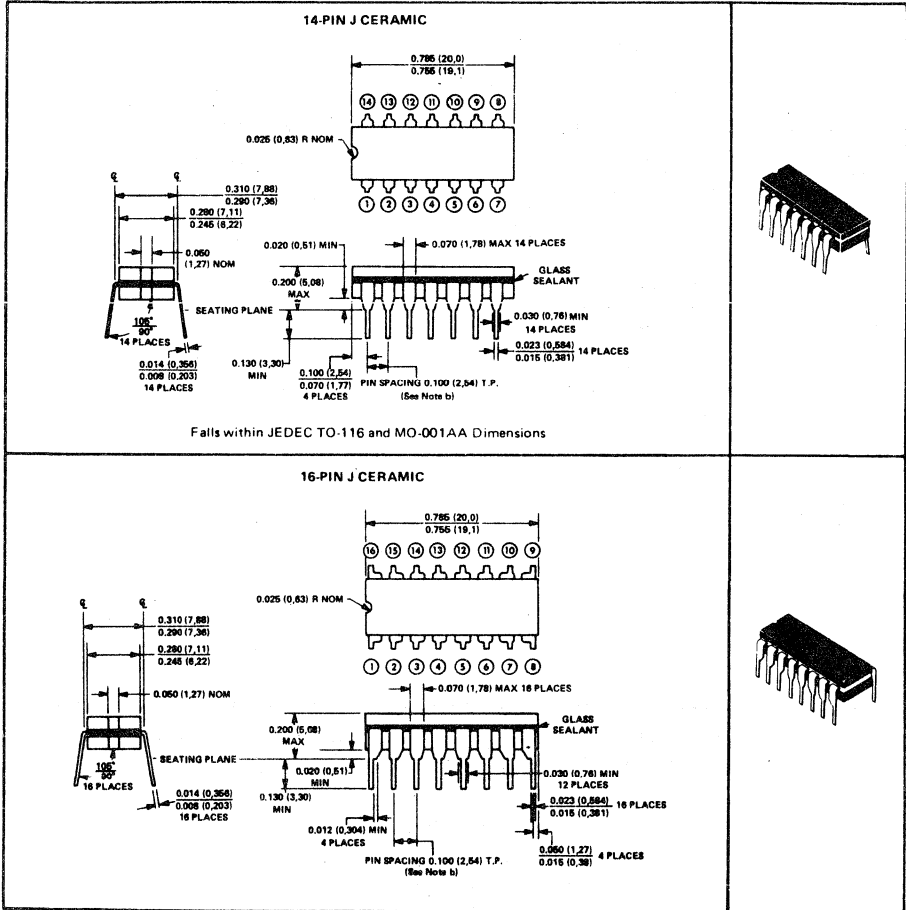 14-PIN J CERAMIC
0.785 (20,0)
0.755 (19,1)
14 13 12 11 10 9 8
0.025 (0,63) R NOM
1 2 3 4 5 6 7
℄ ℄
0.310 (7,88)
0.290 (7,36)
0.280 (7,11)
0.245 (6,22)
0.050
(1,27) NOM
105°
90°
14 PLACES
0.014 (0,356)
0.008 (0,203)
14 PLACES
0.020 (0,51) MIN
0.070 (1,78) MAX 14 PLACES
0.200 (5,08)
MAX
GLASS
SEALANT
SEATING PLANE
0.030 (0,76) MIN
14 PLACES
0.023 (0,584)
0.015 (0,381)
14 PLACES
0.130 (3,30)
MIN
0.100 (2,54)
0.070 (1,77)
4 PLACES
PIN SPACING 0.100 (2,54) T.P.
(See Note b)
Falls within JEDEC TO-116 and MO-001AA Dimensions
16-PIN J CERAMIC
0.785 (20,0)
0.755 (19,1)
16 15 14 13 12 11 10 9
0.025 (0,63) R NOM
1 2 3 4 5 6 7 8
℄ ℄
0.310 (7,88)
0.290 (7,36)
0.280 (7,11)
0.245 (6,22)
0.050 (1,27) NOM
105°
90°
16 PLACES
0.014 (0,356)
0.008 (0,203)
16 PLACES
0.070 (1,78) MAX 16 PLACES
0.200 (5,08)
MAX
GLASS
SEALANT
SEATING PLANE
0.020 (0,51)
MIN
0.130 (3,30)
MIN
0.030 (0,76) MIN
12 PLACES
0.023 (0,584)
0.015 (0,381)
16 PLACES
0.012 (0,304) MIN
4 PLACES
0.050 (1,27)
0.015 (0,38)
4 PLACES
PIN SPACING 0.100 (2,54) T.P.
(See Note b)